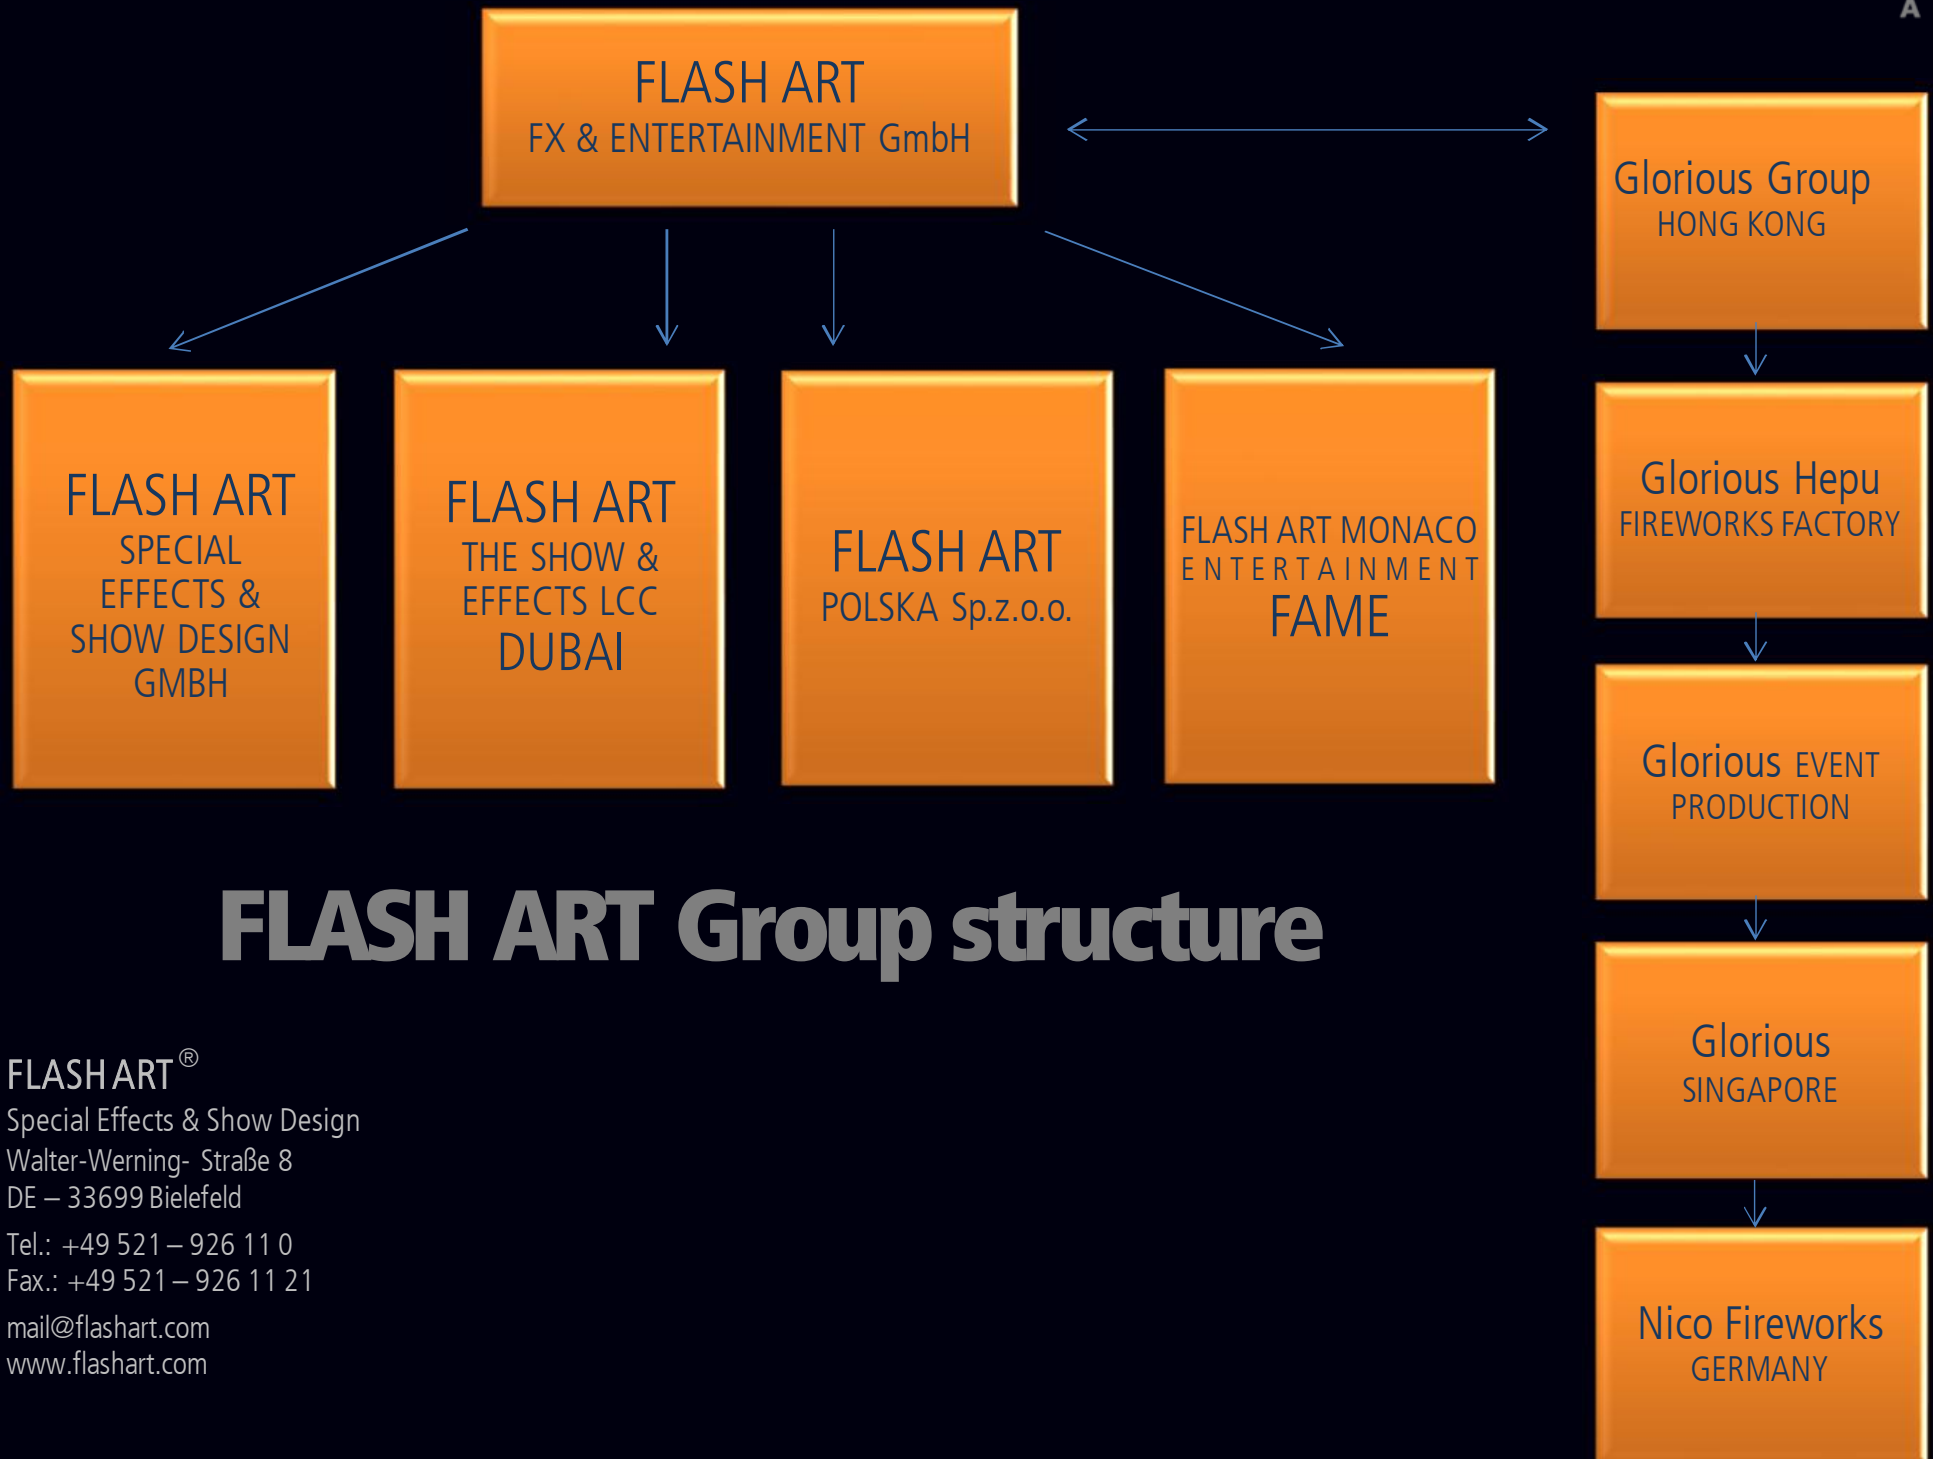 A
FLASH ART
FX & ENTERTAINMENT GmbH
Glorious Group
HONG KONG
FLASH ART
SPECIAL
EFFECTS &
SHOW DESIGN
GMBH
FLASH ART
THE SHOW &
EFFECTS LCC
DUBAI
FLASH ART
POLSKA Sp.z.o.o.
FLASH ART MONACO
ENTERTAINMENT
FAME
Glorious Hepu
FIREWORKS FACTORY
Glorious EVENT
PRODUCTION
Glorious
SINGAPORE
Nico Fireworks
GERMANY
FLASH ART Group structure
FLASH ART®
Special Effects & Show Design
Walter-Werning- Straße 8
DE – 33699 Bielefeld
Tel.: +49 521 – 926 11 0
Fax.: +49 521 – 926 11 21
mail@flashart.com
www.flashart.com